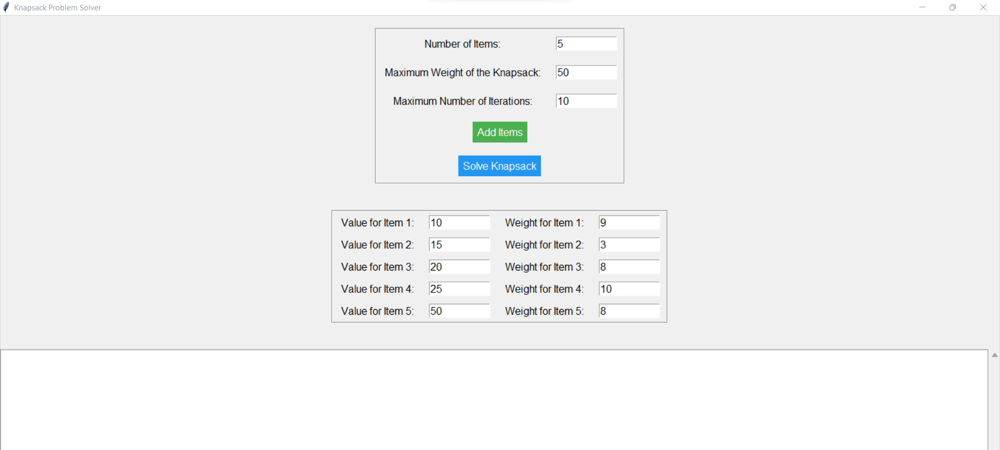 Knapsack Problem Solver
Number of Items: 5
Maximum Weight of the Knapsack: 50
Maximum Number of Iterations: 10
Add Items
Solve Knapsack
Value for Item 1: 10 Weight for Item 1: 9
Value for Item 2: 15 Weight for Item 2: 3
Value for Item 3: 20 Weight for Item 3: 8
Value for Item 4: 25 Weight for Item 4: 10
Value for Item 5: 50 Weight for Item 5: 8